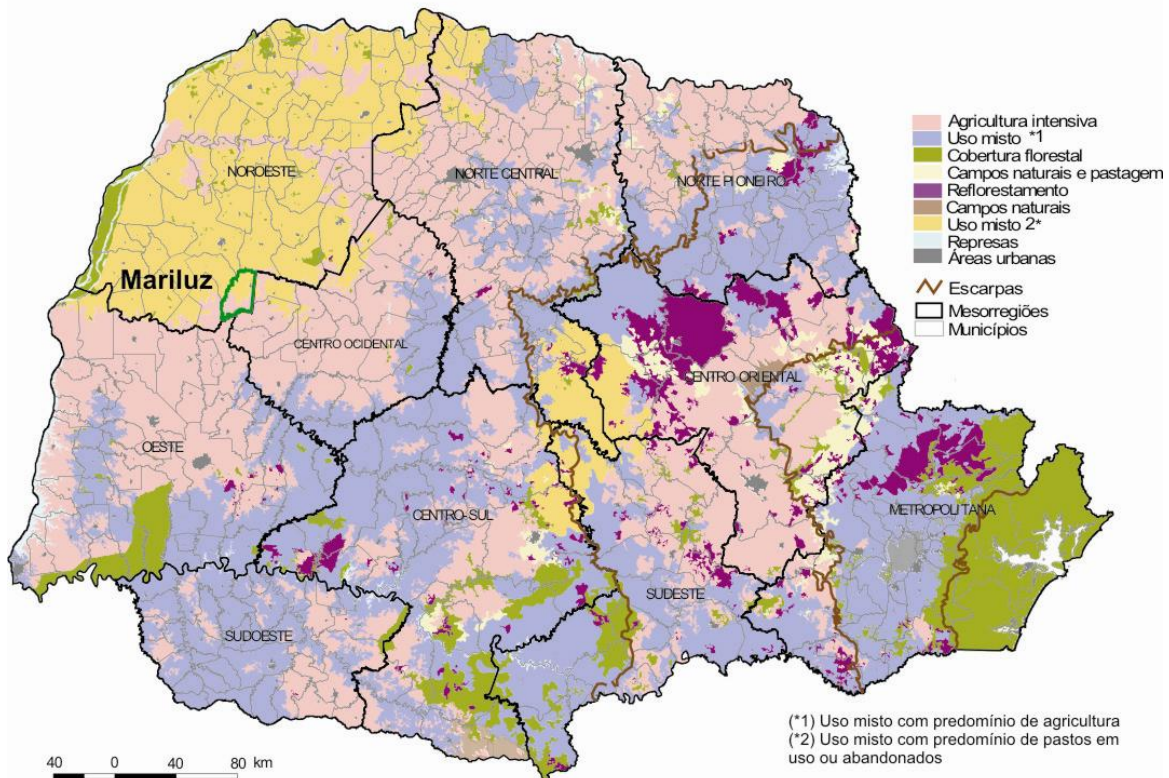 NOROESTE
NORTE CENTRAL
NORTE PIONEIRO
Mariluz
CENTRO OCIDENTAL
CENTRO ORIENTAL
OESTE
CENTRO-SUL
METROPOLITANA
SUDESTE
SUDOESTE
Agricultura intensiva
Uso misto *1
Cobertura florestal
Campos naturais e pastagem
Reflorestamento
Campos naturais
Uso misto 2*
Represas
Áreas urbanas
Escarpas
Mesorregiões
Municípios
(*1) Uso misto com predomínio de agricultura
(*2) Uso misto com predomínio de pastos em
uso ou abandonados
40 0 40 80 km